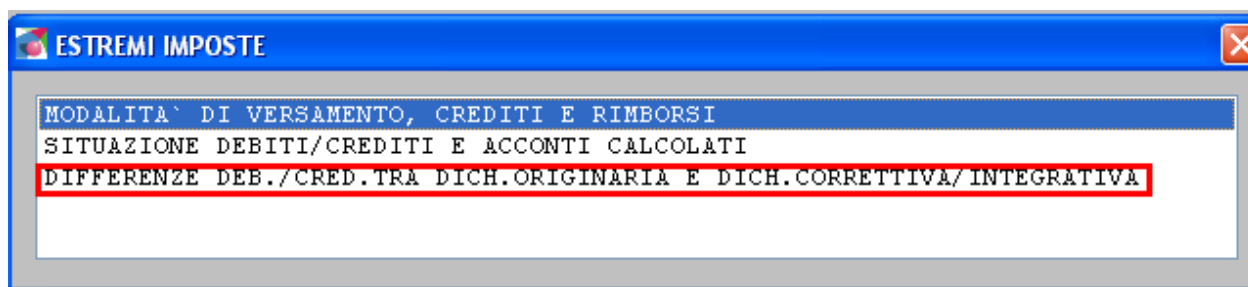 ESTREMI IMPOSTE
MODALITA` DI VERSAMENTO, CREDITI E RIMBORSI
SITUAZIONE DEBITI/CREDITI E ACCONTI CALCOLATI
DIFFERENZE DEB./CRED.TRA DICH.ORIGINARIA E DICH.CORRETTIVA/INTEGRATIVA